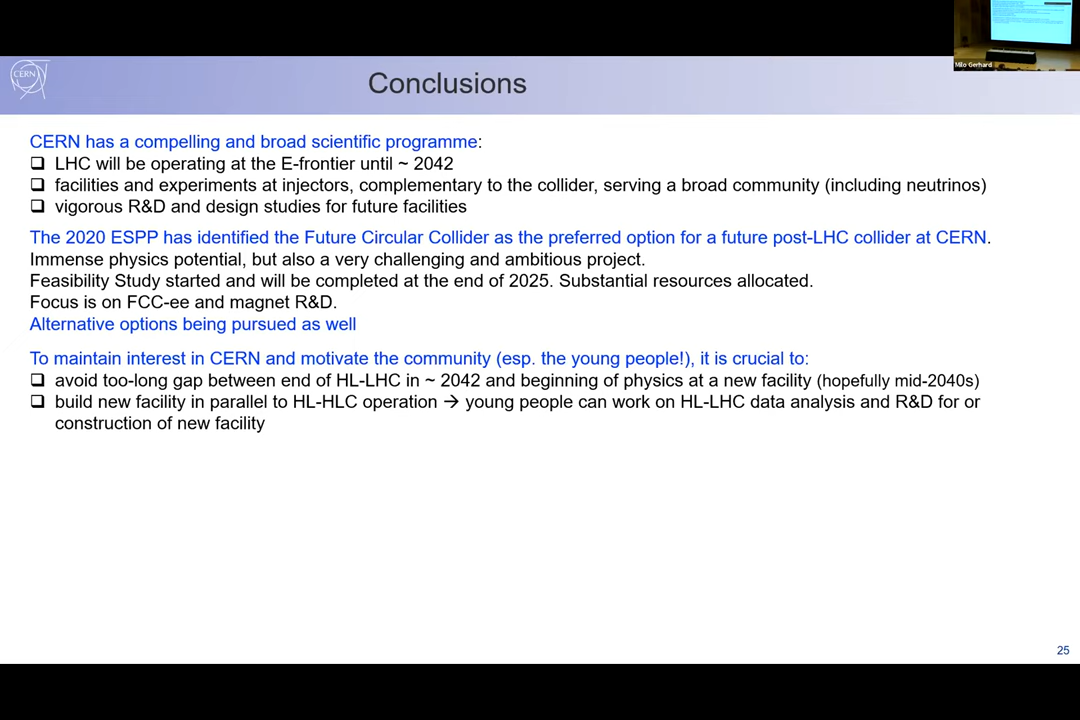 Milo Gerhard
CERN
Conclusions
CERN has a compelling and broad scientific programme:
❑ LHC will be operating at the E-frontier until ~ 2042
❑ facilities and experiments at injectors, complementary to the collider, serving a broad community (including neutrinos)
❑ vigorous R&D and design studies for future facilities
The 2020 ESPP has identified the Future Circular Collider as the preferred option for a future post-LHC collider at CERN.
Immense physics potential, but also a very challenging and ambitious project.
Feasibility Study started and will be completed at the end of 2025. Substantial resources allocated.
Focus is on FCC-ee and magnet R&D.
Alternative options being pursued as well
To maintain interest in CERN and motivate the community (esp. the young people!), it is crucial to:
❑ avoid too-long gap between end of HL-LHC in ~ 2042 and beginning of physics at a new facility (hopefully mid-2040s)
❑ build new facility in parallel to HL-HLC operation → young people can work on HL-LHC data analysis and R&D for or
construction of new facility
25